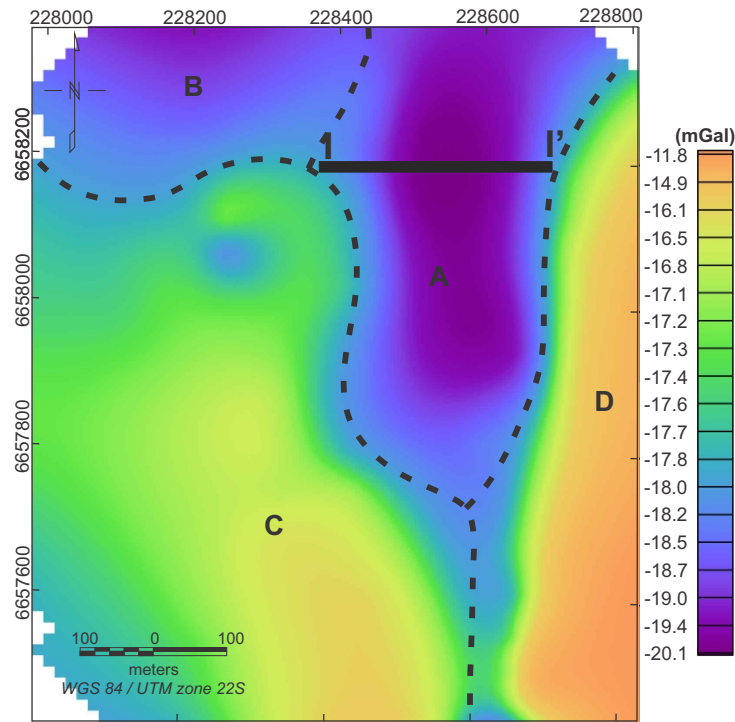 228000 228200 228400 228600 228800
N
B
I I’
6658200
A
6658000
D
6657800
C
6657600
100 0 100
meters
WGS 84 / UTM zone 22S
(mGal)
-11.8
-14.9
-16.1
-16.5
-16.8
-17.1
-17.2
-17.3
-17.4
-17.6
-17.7
-17.8
-18.0
-18.2
-18.5
-18.7
-19.0
-19.4
-20.1